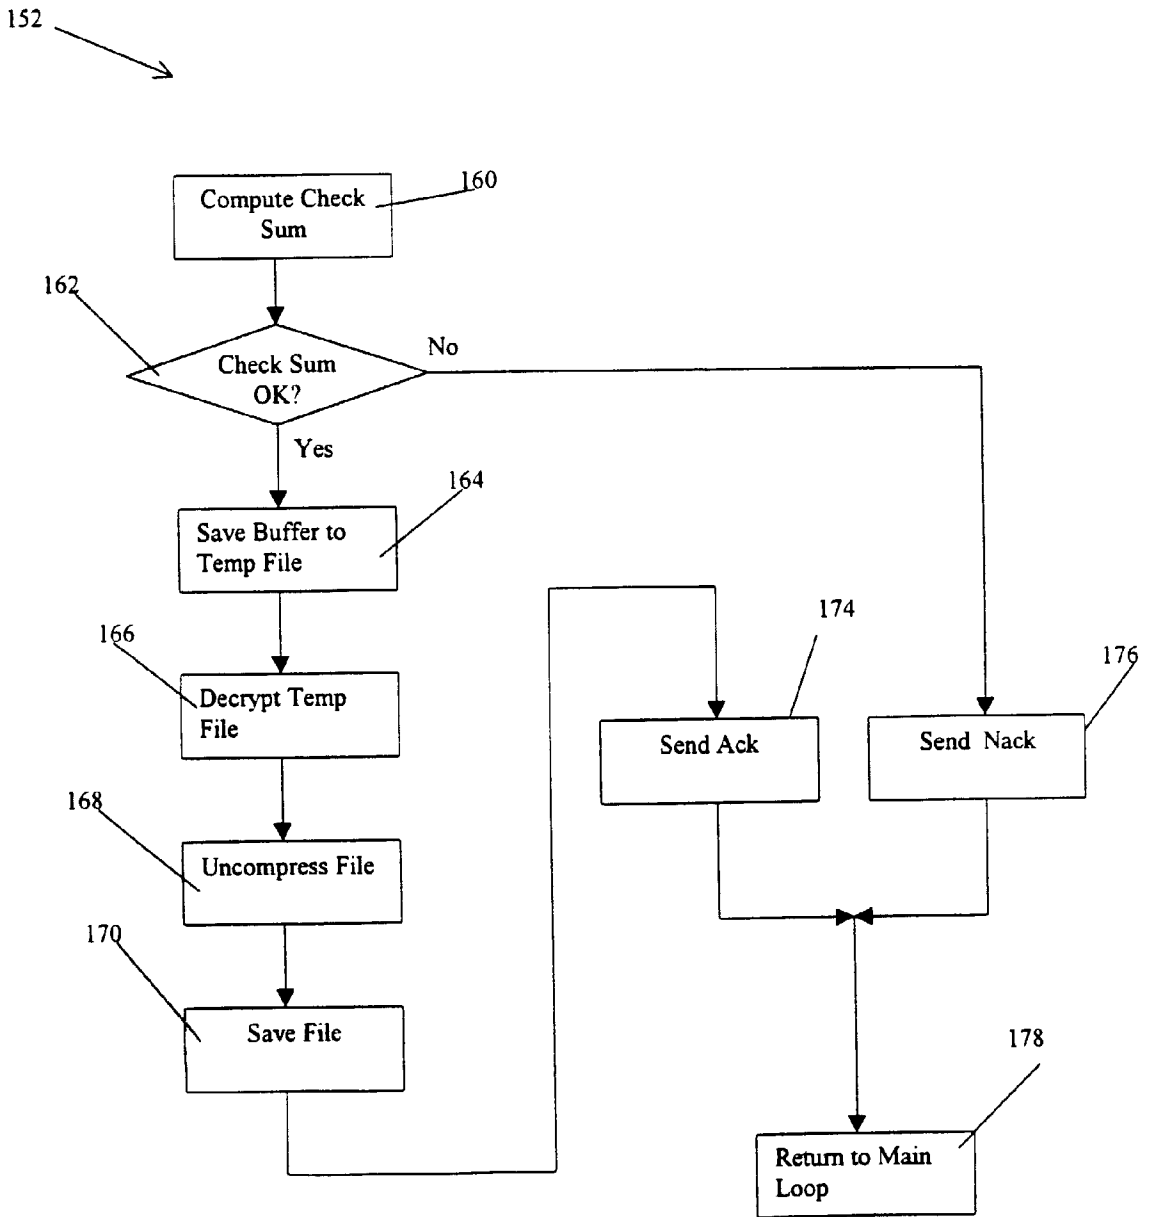 152
160
Compute Check
Sum
162
No
Check Sum
OK?
Yes
164
Save Buffer to
Temp File
174
166
176
Decrypt Temp
File
Send Ack
Send Nack
168
Uncompress File
170
Save File
178
Return to Main
Loop